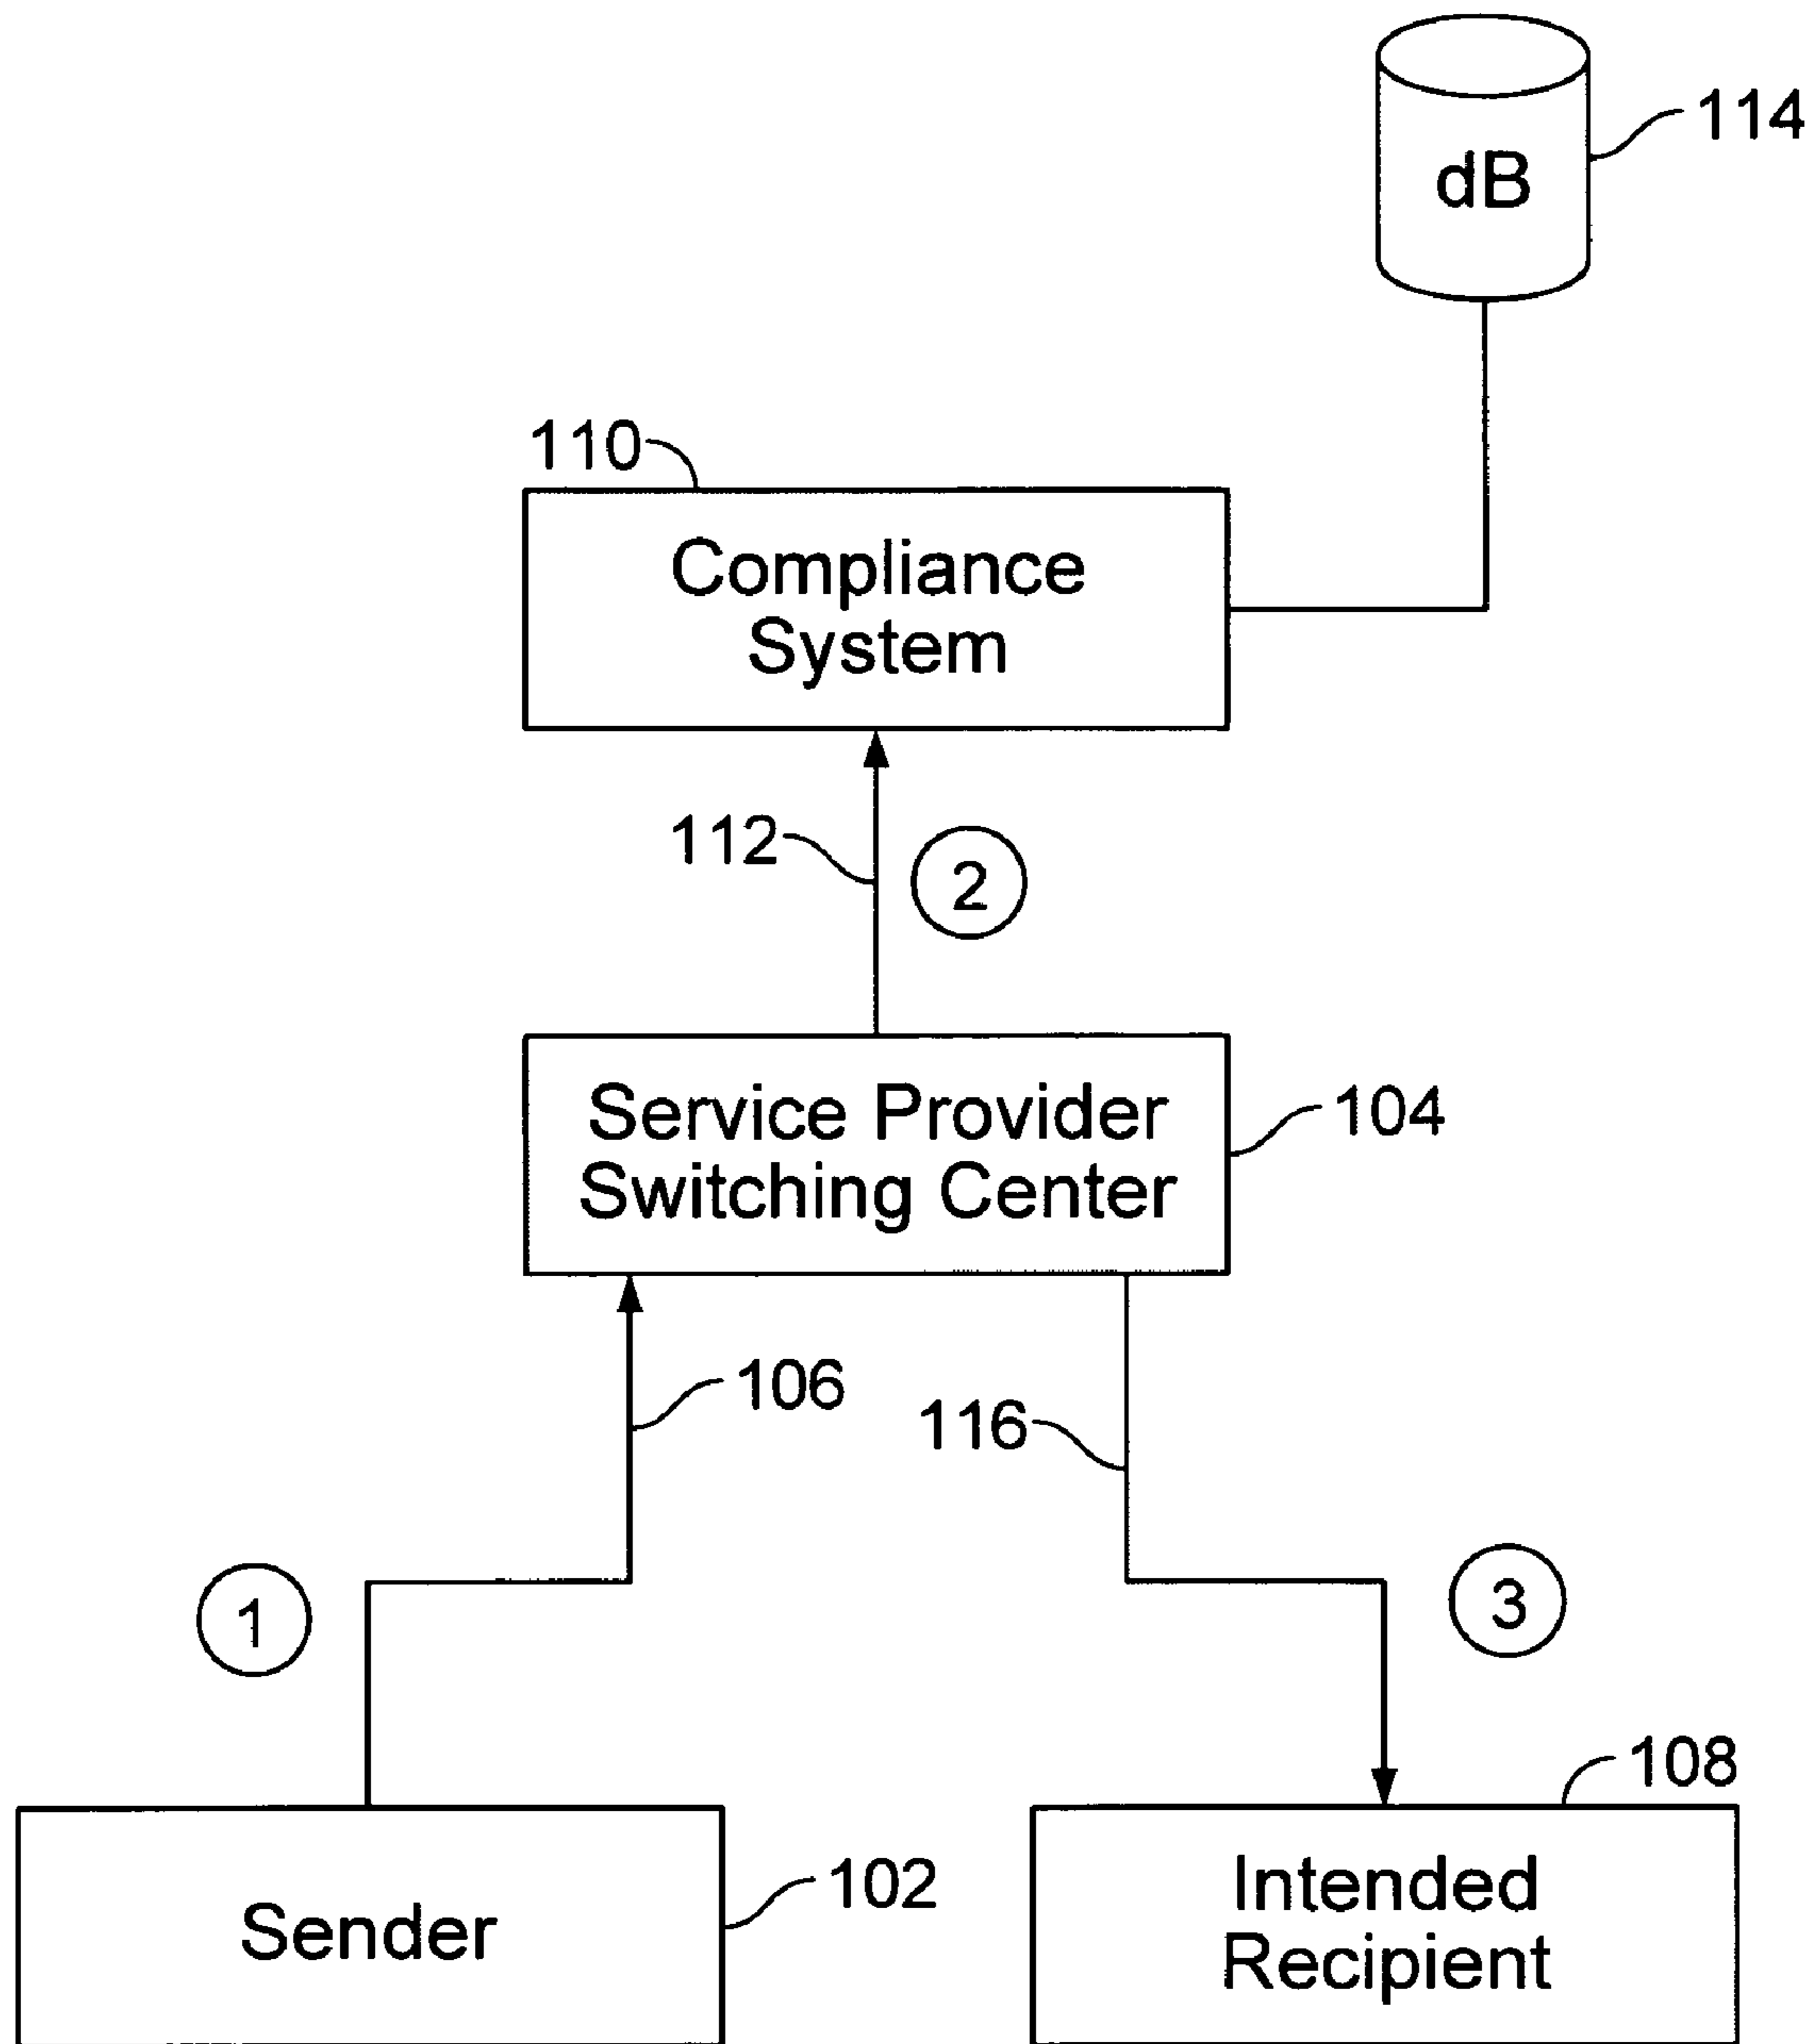 114
dB
110
Compliance
System
112
2
Service Provider
Switching Center
104
106
116
1
3
108
102
Sender
Intended
Recipient